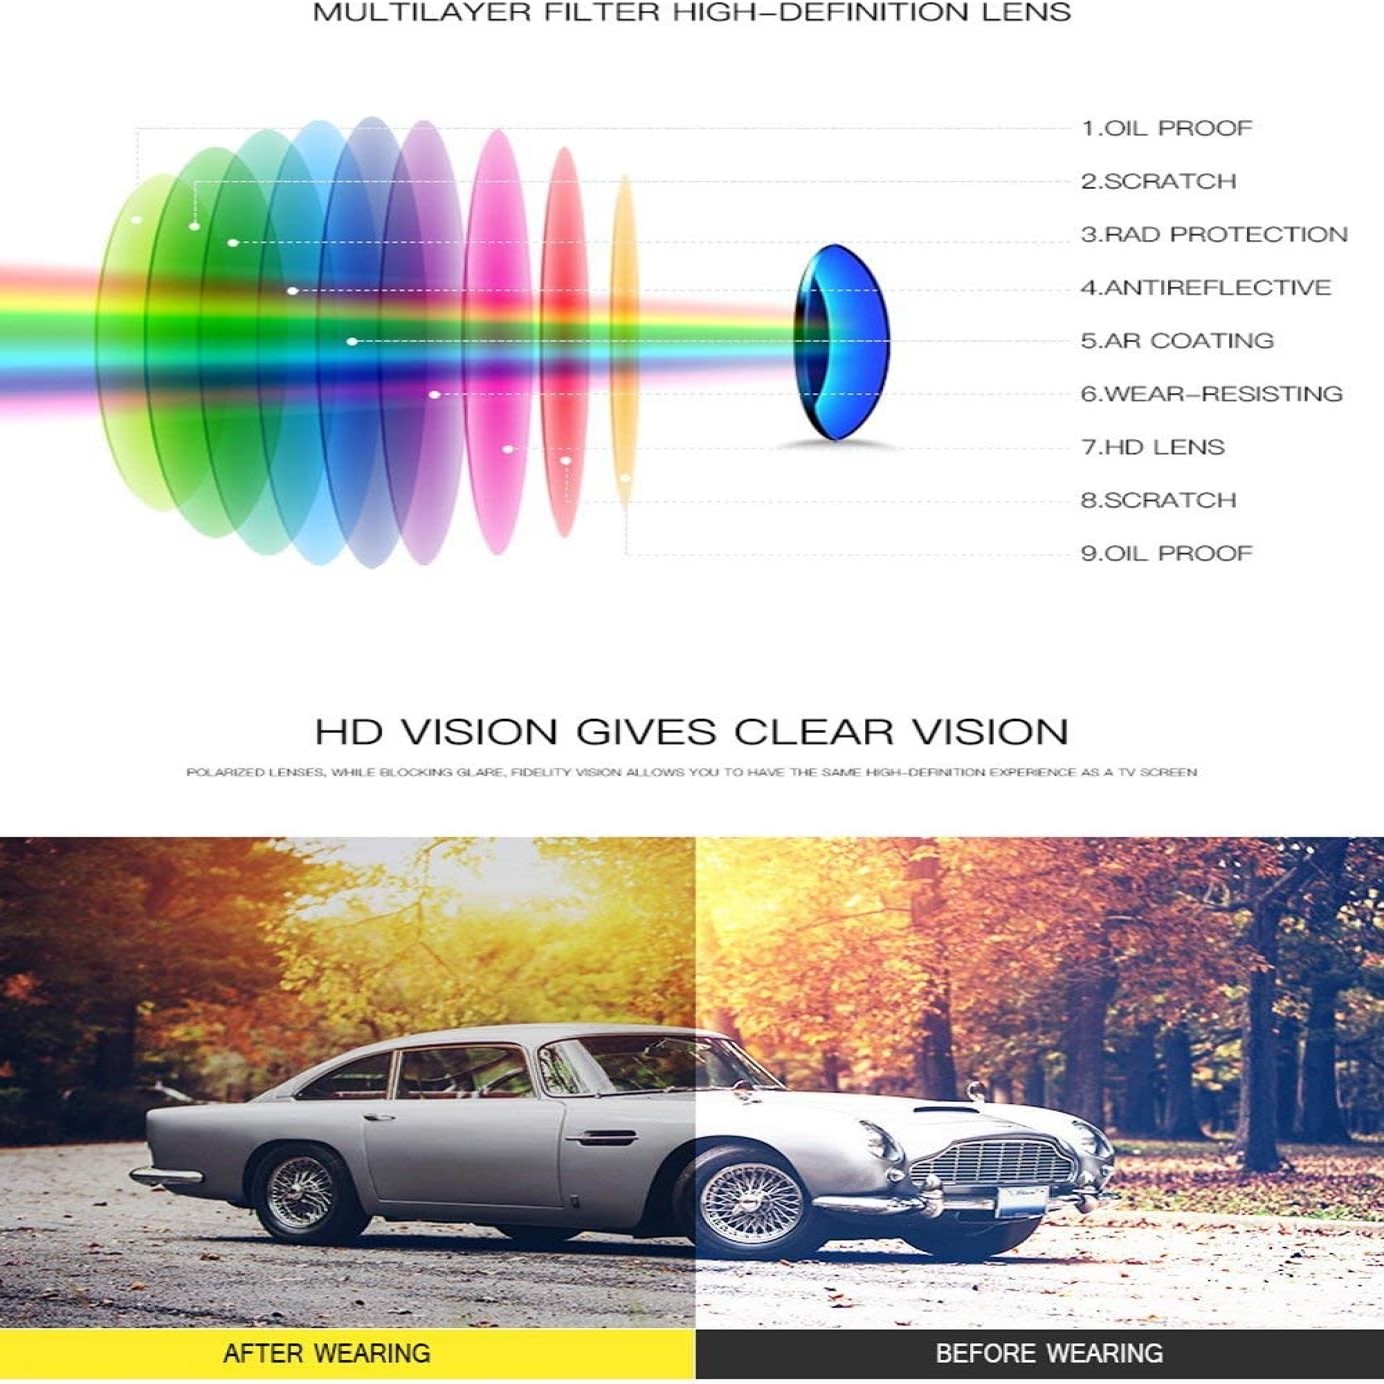 MULTILAYER FILTER HIGH-DEFINITION LENS
1.OIL PROOF
2.SCRATCH
3.RAD PROTECTION
4.ANTIREFLECTIVE
5.AR COATING
6.WEAR-RESISTING
7.HD LENS
8.SCRATCH
9.OIL PROOF
HD VISION GIVES CLEAR VISION
POLARIZED LENSES, WHILE BLOCKING GLARE, FIDELITY VISION ALLOWS YOU TO HAVE THE SAME HIGH-DEFINITION EXPERIENCE AS A TV SCREEN
AFTER WEARING
BEFORE WEARING